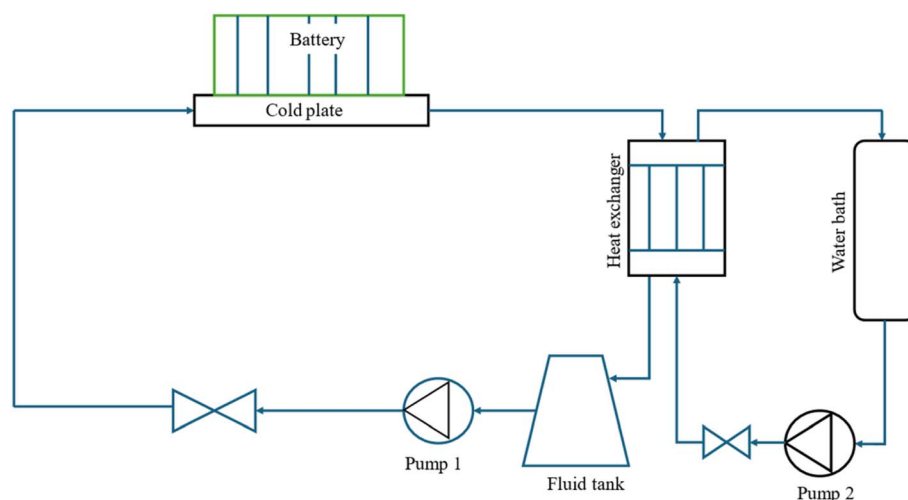 Battery
Cold plate
Heat exchanger
Water bath
Pump 1
Fluid tank
Pump 2